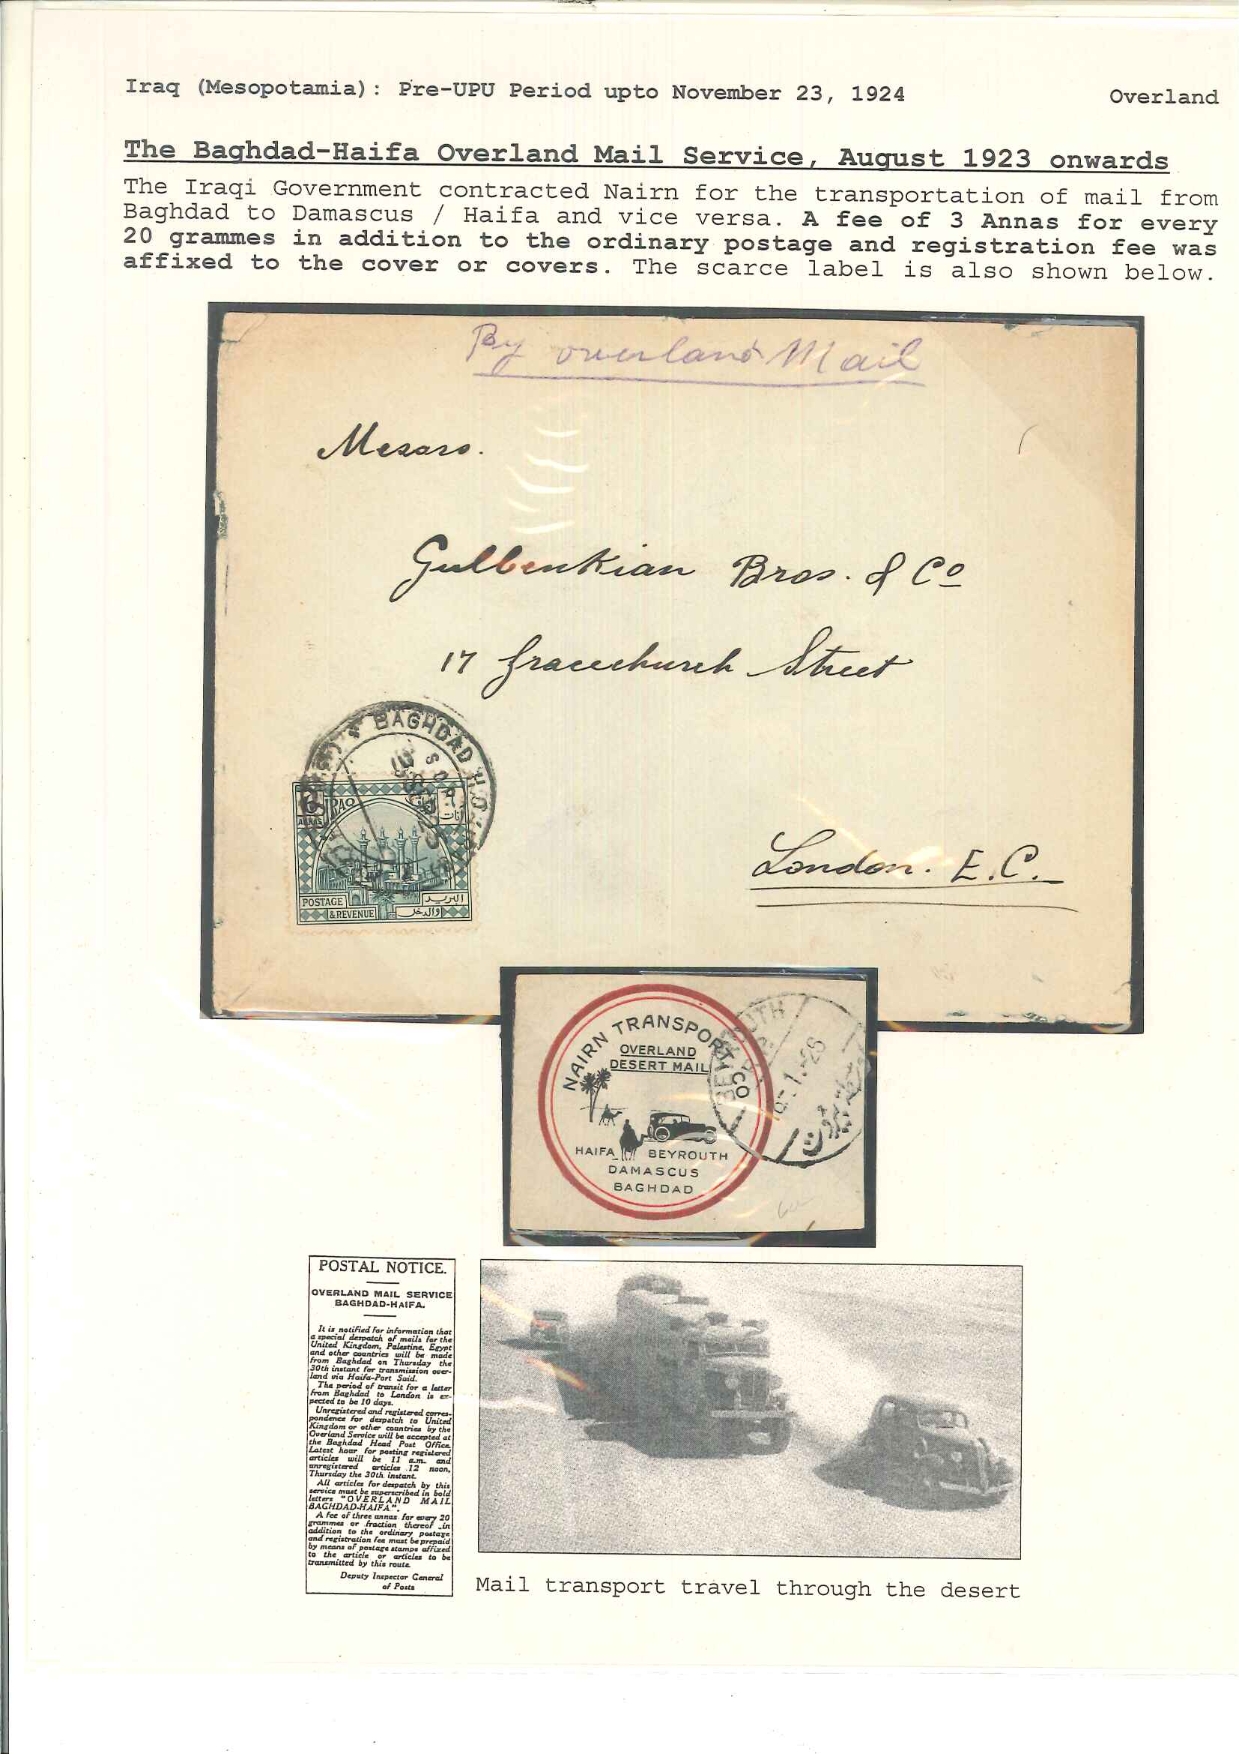 Iraq (Mesopotamia): Pre-UPU Period upto November 23, 1924
Overland
The Baghdad-Haifa Overland Mail Service, August 1923 onwards
The Iraqi Government contracted Nairn for the transportation of mail from
Baghdad to Damascus / Haifa and vice versa. A fee of 3 Annas for every
20 grammes in addition to the ordinary postage and registration fee was
affixed to the cover or covers. The scarce label is also shown below.
By overland Mail
Messrs.
Gulbenkian Bros. & Co
17 Gracechurch Street
London. E.C.
BAGHDAD
6
ANNAS
IRAQ
POSTAGE
& REVENUE
البريد
والدخل
NAIRN TRANSPORT CO
OVERLAND
DESERT MAIL
HAIFA BEYROUTH
DAMASCUS
BAGHDAD
BEYROUTH
POSTAL NOTICE.
OVERLAND MAIL SERVICE
BAGHDAD-HAIFA.
It is notified for information that
a special despatch of mails for the
United Kingdom, Palestine, Egypt
and other countries will be made
from Baghdad on Thursday the
30th instant for transmission over-
land via Haifa-Port Said.
The period of transit for a letter
from Baghdad to London is ex-
pected to be 10 days.
Unregistered and registered corres-
pondence for despatch to United
Kingdom or other countries by the
Overland Service will be accepted at
the Baghdad Head Post Office.
Latest hour for posting registered
articles will be 11 a.m. and
unregistered articles 12 noon,
Thursday the 30th instant.
All articles for despatch by this
service must be superscribed in bold
letters "OVERLAND MAIL
BAGHDAD-HAIFA".
A fee of three annas for every 20
grammes or fraction thereof in
addition to the ordinary postage
and registration fee must be prepaid
by means of postage stamps affixed
to the article or articles to be
transmitted by this route.
Deputy Inspector General
of Posts
Mail transport travel through the desert